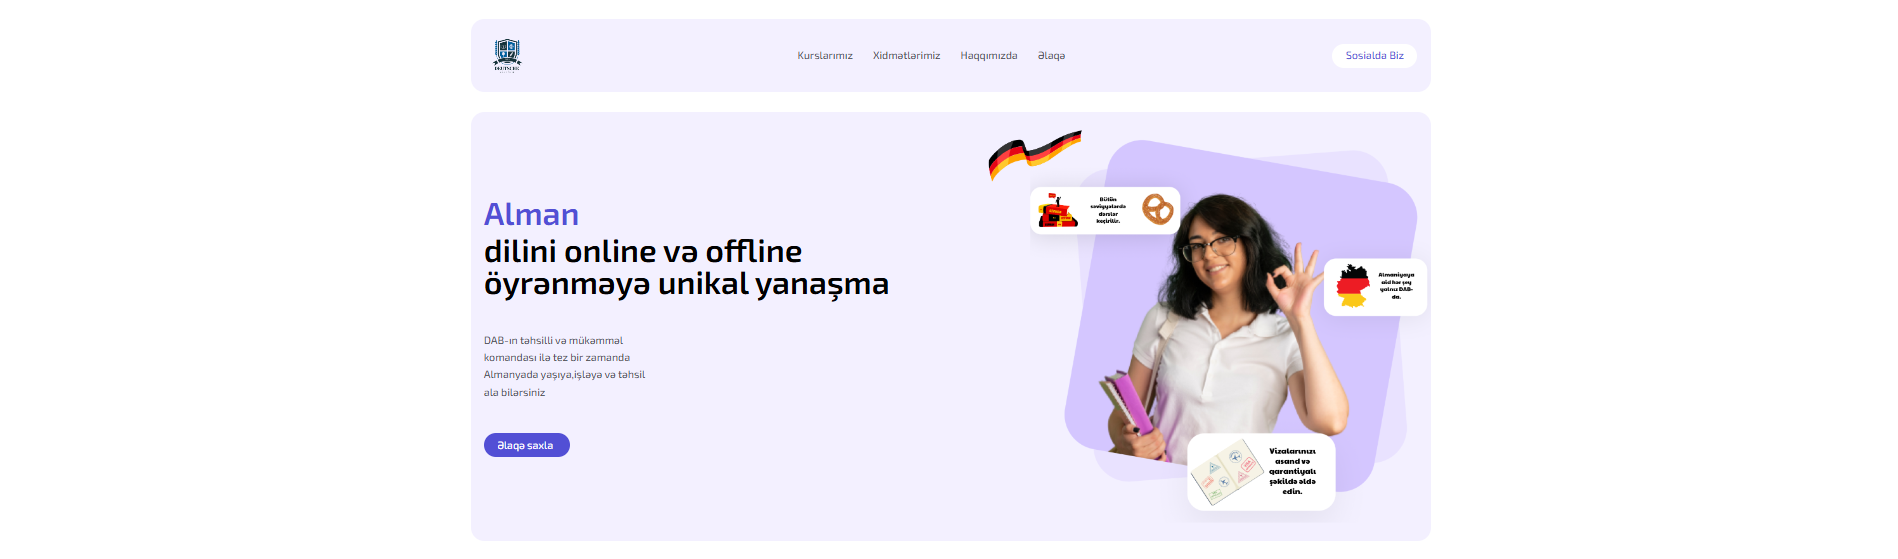 DEUTSCHE
Kurslarımız Xidmətlərimiz Haqqımızda Əlaqə
Sosialda Biz
Alman
dilini online və offline
öyrənməyə unikal yanaşma
DAB-ın təhsilli və mükəmməl
komandası ilə tez bir zamanda
Almanyada yaşıya,işləyə və təhsil
ala bilərsiniz
Əlaqə saxla
Bütün
səviyyələrdə
dərslər
keçirilir.
Almaniyaya
aid hər şey
yalnız DAB-
da.
Vizalarınızı
asand və
qarantiyalı
şəkildə əldə
edin.